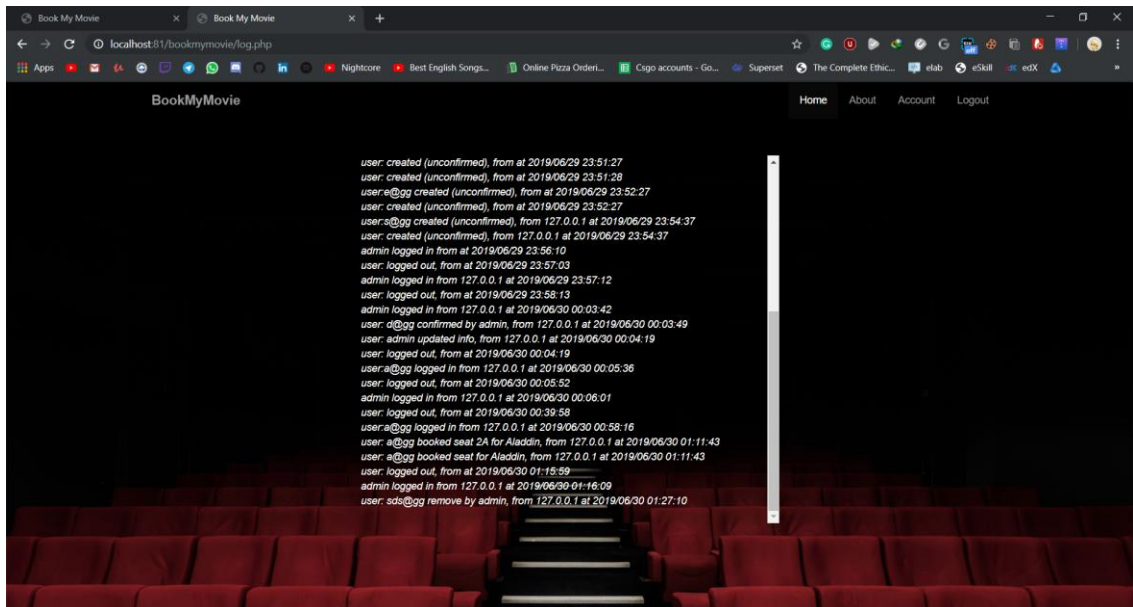 Book My Movie
Book My Movie
localhost:81/bookmymovie/log.php
Apps
Nightcore
Best English Songs...
Online Pizza Orderi...
Csgo accounts - Go...
Superset
The Complete Ethic...
elab
eSkill
edX
BookMyMovie
Home About Account Logout
user: created (unconfirmed), from at 2019/06/29 23:51:27
user: created (unconfirmed), from at 2019/06/29 23:51:28
user:e@gg created (unconfirmed), from at 2019/06/29 23:52:27
user: created (unconfirmed), from at 2019/06/29 23:52:27
user:s@gg created (unconfirmed), from 127.0.0.1 at 2019/06/29 23:54:37
user: created (unconfirmed), from 127.0.0.1 at 2019/06/29 23:54:37
admin logged in from at 2019/06/29 23:56:10
user: logged out, from at 2019/06/29 23:57:03
admin logged in from 127.0.0.1 at 2019/06/29 23:57:12
user: logged out, from at 2019/06/29 23:58:13
admin logged in from 127.0.0.1 at 2019/06/30 00:03:42
user: d@gg confirmed by admin, from 127.0.0.1 at 2019/06/30 00:03:49
user: admin updated info, from 127.0.0.1 at 2019/06/30 00:04:19
user: logged out, from at 2019/06/30 00:04:19
user:a@gg logged in from 127.0.0.1 at 2019/06/30 00:05:36
user: logged out, from at 2019/06/30 00:05:52
admin logged in from 127.0.0.1 at 2019/06/30 00:06:01
user: logged out, from at 2019/06/30 00:39:58
user:a@gg logged in from 127.0.0.1 at 2019/06/30 00:58:16
user: a@gg booked seat 2A for Aladdin, from 127.0.0.1 at 2019/06/30 01:11:43
user: a@gg booked seat for Aladdin, from 127.0.0.1 at 2019/06/30 01:11:43
user: logged out, from at 2019/06/30 01:15:59
admin logged in from 127.0.0.1 at 2019/06/30 01:16:09
user: sds@gg remove by admin, from 127.0.0.1 at 2019/06/30 01:27:10